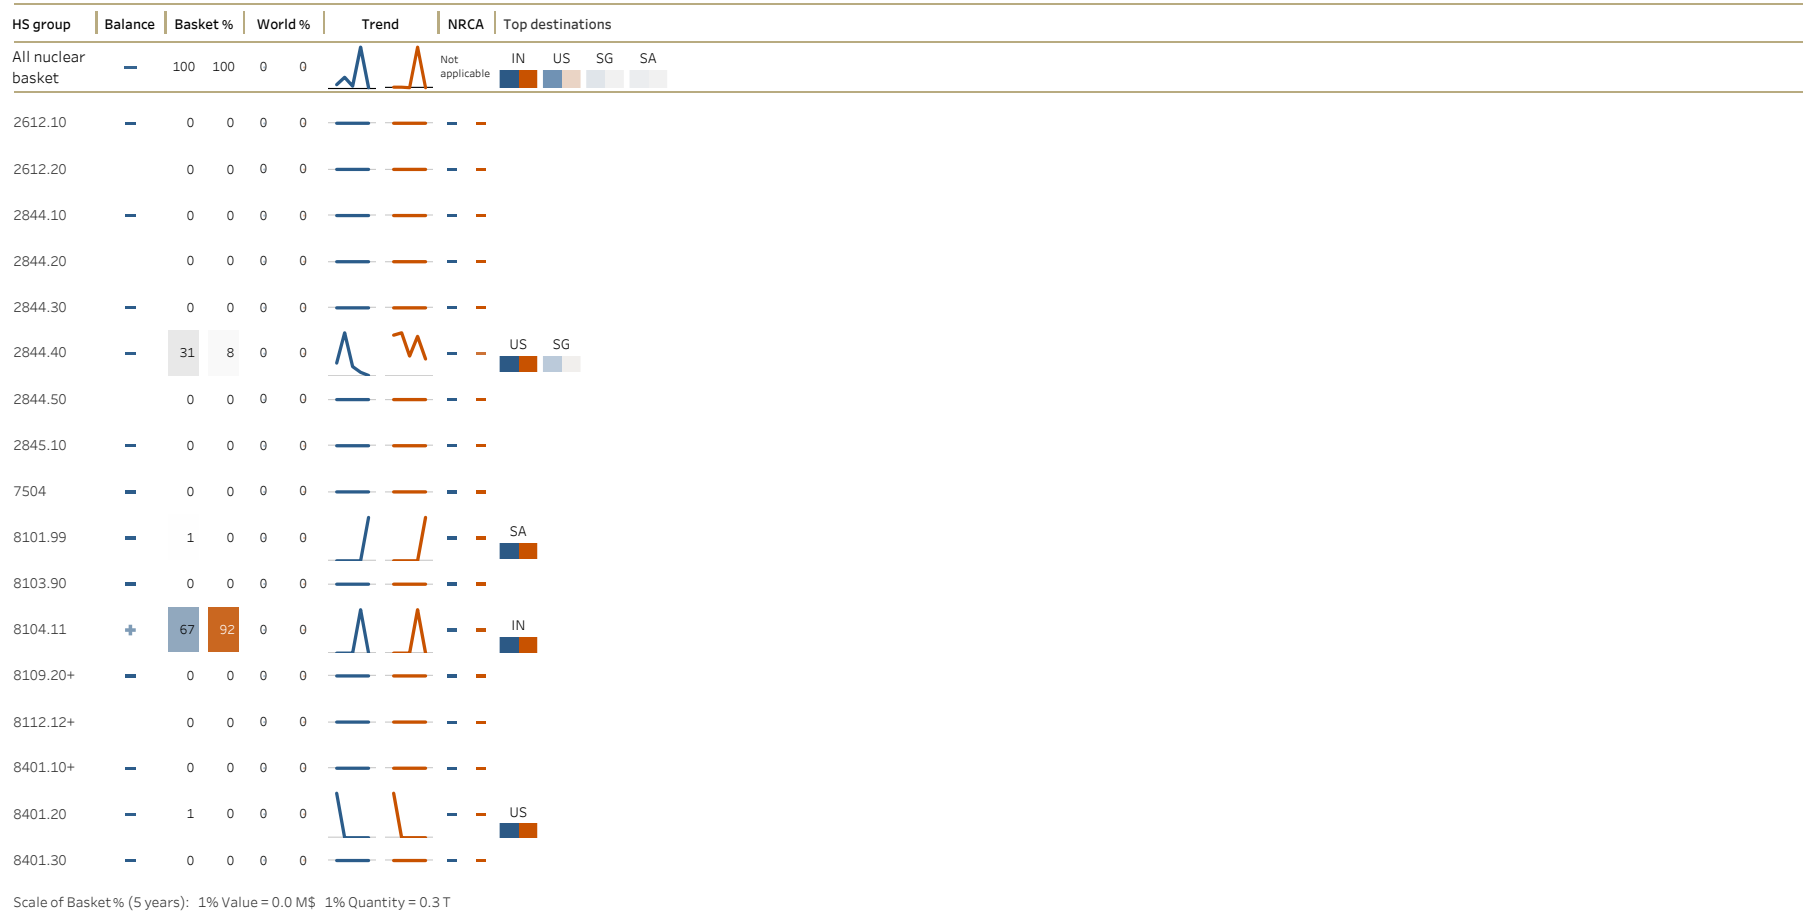 HS group Balance Basket % World % Trend NRCA Top destinations
All nuclear basket 100 100 0 0 Not applicable IN US SG SA
2612.10 0 0 0 0
2612.20 0 0 0 0
2844.10 0 0 0 0
2844.20 0 0 0 0
2844.30 0 0 0 0
2844.40 31 8 0 0 US SG
2844.50 0 0 0 0
2845.10 0 0 0 0
7504 0 0 0 0
8101.99 1 0 0 0 SA
8103.90 0 0 0 0
8104.11 67 92 0 0 IN
8109.20+ 0 0 0 0
8112.12+ 0 0 0 0
8401.10+ 0 0 0 0
8401.20 1 0 0 0 US
8401.30 0 0 0 0
Scale of Basket% (5 years): 1% Value = 0.0 M$ 1% Quantity = 0.3 T